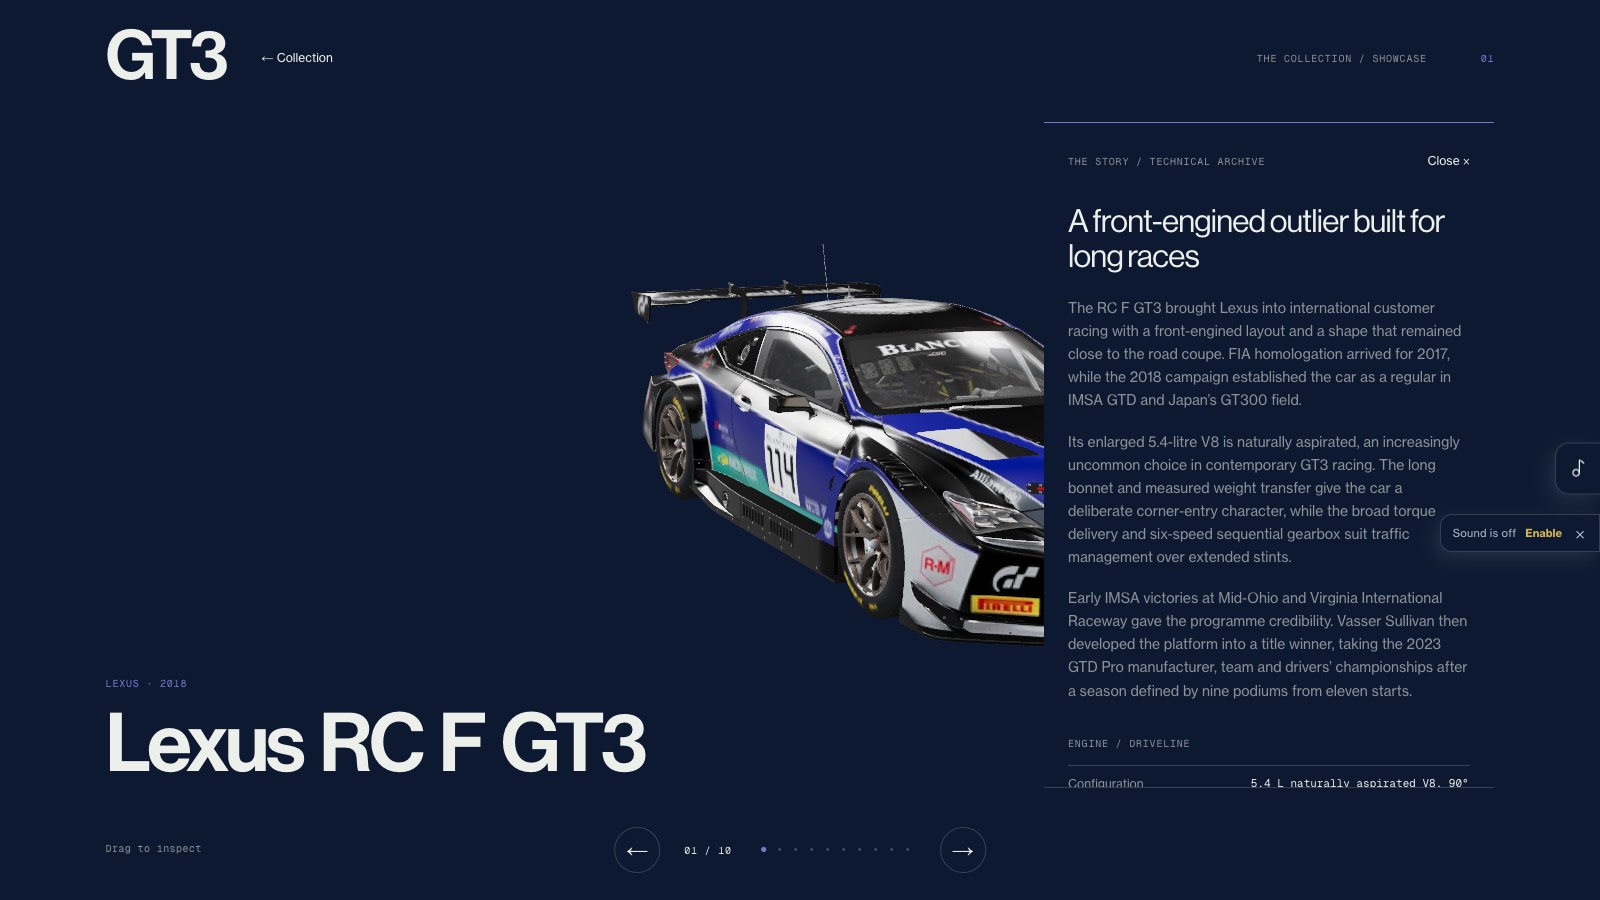 GT3
← Collection
THE COLLECTION / SHOWCASE
01
THE STORY / TECHNICAL ARCHIVE
Close ×
A front-engined outlier built for
long races
The RC F GT3 brought Lexus into international customer
racing with a front-engined layout and a shape that remained
close to the road coupe. FIA homologation arrived for 2017,
while the 2018 campaign established the car as a regular in
IMSA GTD and Japan's GT300 field.
Its enlarged 5.4-litre V8 is naturally aspirated, an increasingly
uncommon choice in contemporary GT3 racing. The long
bonnet and measured weight transfer give the car a
deliberate corner-entry character, while the broad torque
delivery and six-speed sequential gearbox suit traffic
management over extended stints.
Early IMSA victories at Mid-Ohio and Virginia International
Raceway gave the programme credibility. Vasser Sullivan then
developed the platform into a title winner, taking the 2023
GTD Pro manufacturer, team and drivers' championships after
a season defined by nine podiums from eleven starts.
ENGINE / DRIVELINE
Configuration
5.4 L naturally aspirated V8, 90°
Sound is off
Enable
×
BLANCPAIN
114
R-M
GT
PIRELLI
LEXUS · 2018
Lexus RC F GT3
Drag to inspect
←
01 / 10
→